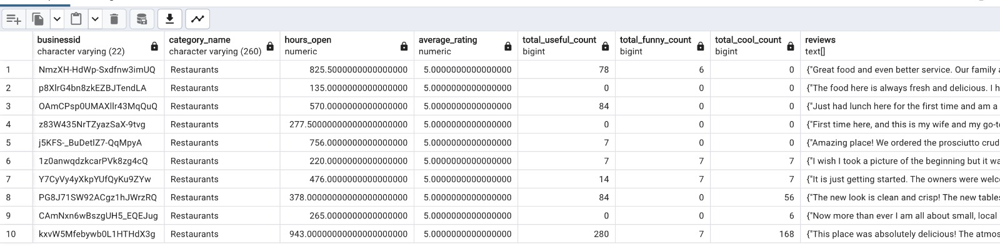 businessid category_name hours_open average_rating total_useful_count total_funny_count total_cool_count reviews
character varying (22) character varying (260) numeric numeric bigint bigint bigint text[]
1 NmzXH-HdWp-Sxdfnw3imUQ Restaurants 825.5000000000000000 5.0000000000000000 78 6 0 {"Great food and even better service. Our family
2 p8XlrG4bn8zkEZBJTendLA Restaurants 135.0000000000000000 5.0000000000000000 0 0 0 {"The food here is always fresh and delicious. I
3 OAmCPsp0UMAXllr43MqQuQ Restaurants 570.0000000000000000 5.0000000000000000 84 0 0 {"Just had lunch here for the first time and am a
4 z83W435NrTZyazSaX-9tvg Restaurants 277.5000000000000000 5.0000000000000000 0 0 0 {"First time here, and this is my wife and my
5 j5KFS-_BuDetlZ7-QqMpyA Restaurants 756.0000000000000000 5.0000000000000000 7 0 0 {"Amazing place! We ordered the prosciutto
6 1z0anwqdzkcarPVk8zg4cQ Restaurants 220.0000000000000000 5.0000000000000000 7 7 7 {"I wish I took a picture of the beginning but it
7 Y7CyVy4yXkpYUfQyKu9ZYw Restaurants 476.0000000000000000 5.0000000000000000 14 7 7 {"It is just getting started. The owners were
8 PG8J71SW92ACgz1hJWrzRQ Restaurants 378.0000000000000000 5.0000000000000000 84 0 56 {"The new look is clean and crisp! The new tables
9 CAmNxn6wBszgUH5_EQEJug Restaurants 265.0000000000000000 5.0000000000000000 0 0 6 {"Now more than ever I am all about small, local
10 kxvW5Mfebywb0L1HTHdX3g Restaurants 943.0000000000000000 5.0000000000000000 280 7 168 {"This place was absolutely delicious! The